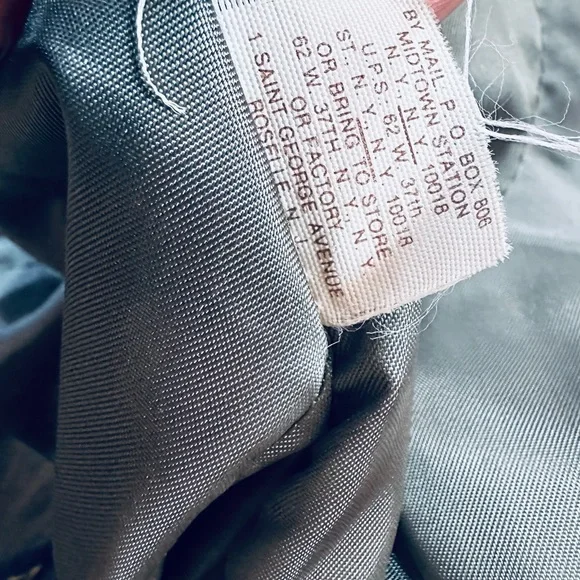 BY MAIL, P O BOX 806
MIDTOWN STATION
N.Y., N.Y 10018
U.P.S: 62 W 37th
ST., N.Y., N.Y 10018
OR BRING TO STORE
62 W. 37TH, N Y N Y
OR FACTORY
1 SAINT GEORGE AVENUE
ROSELLE N J